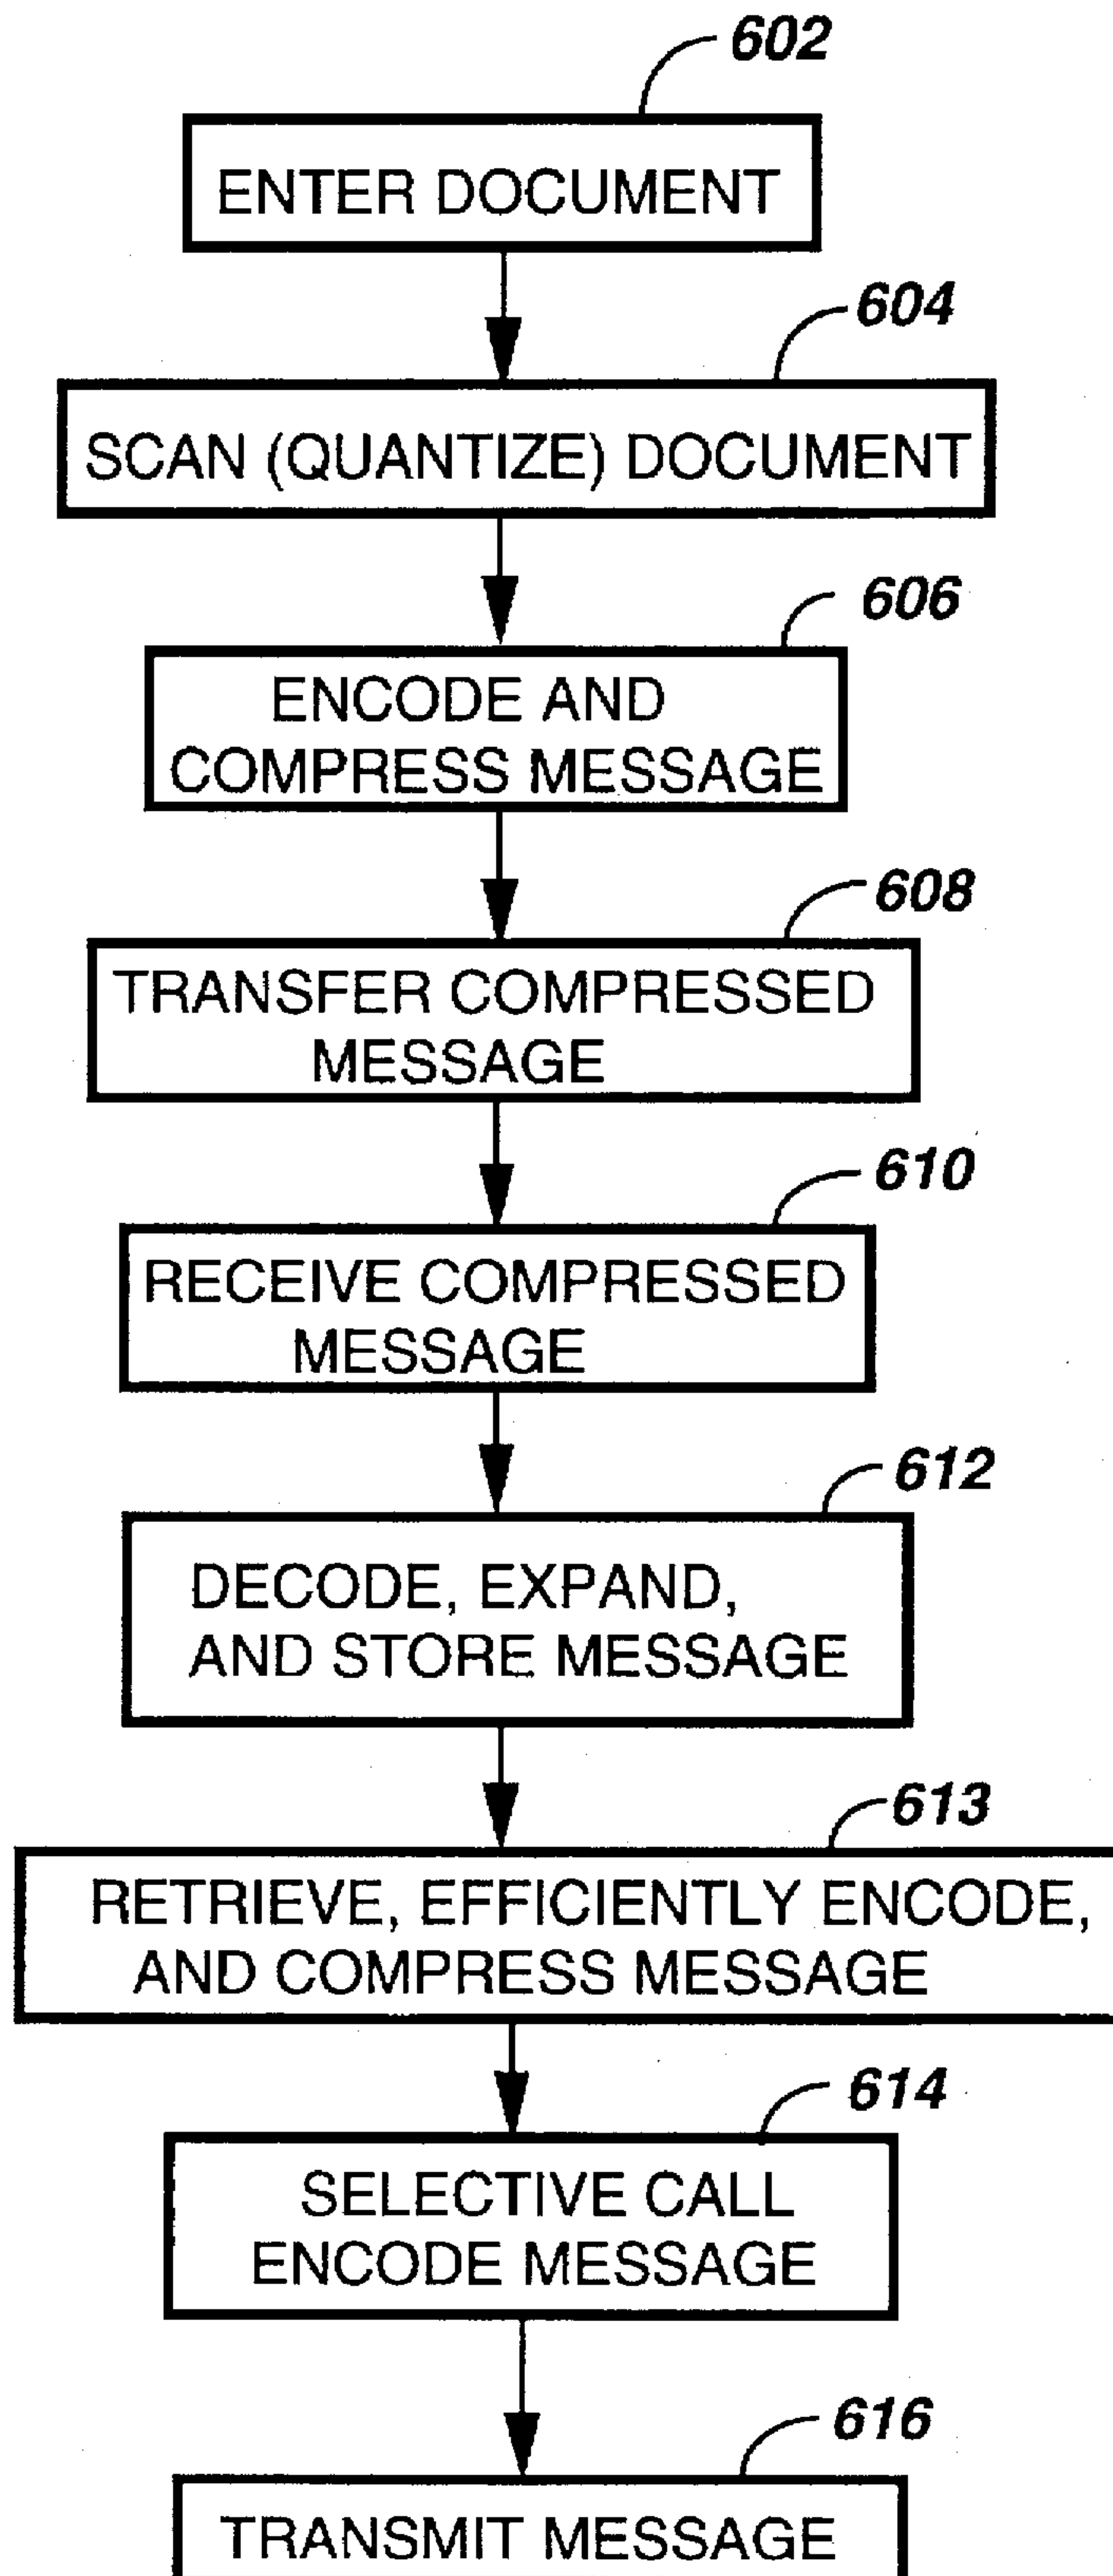 602
ENTER DOCUMENT
604
SCAN (QUANTIZE) DOCUMENT
606
ENCODE AND
COMPRESS MESSAGE
608
TRANSFER COMPRESSED
MESSAGE
610
RECEIVE COMPRESSED
MESSAGE
612
DECODE, EXPAND,
AND STORE MESSAGE
613
RETRIEVE, EFFICIENTLY ENCODE,
AND COMPRESS MESSAGE
614
SELECTIVE CALL
ENCODE MESSAGE
616
TRANSMIT MESSAGE